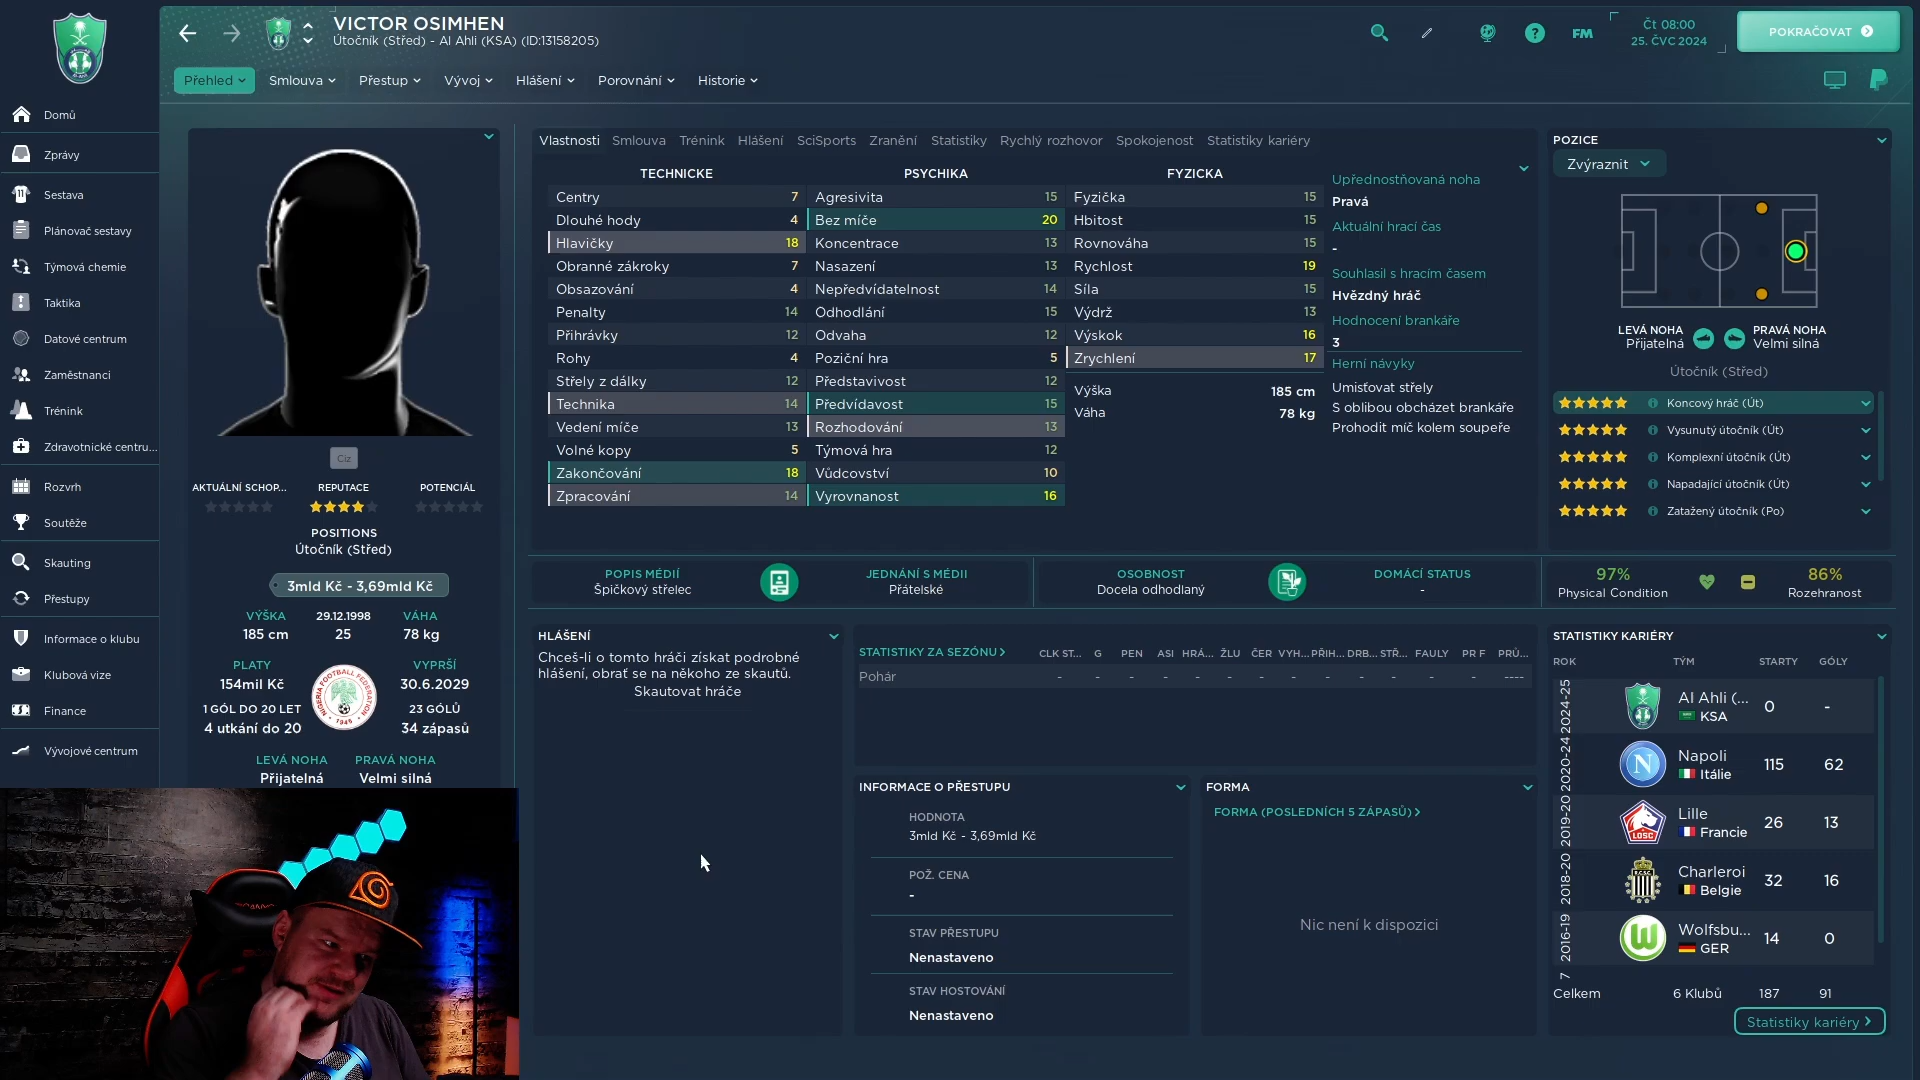 VICTOR OSIMHEN
Útočník (Střed) - Al Ahli (KSA) (ID:13158205)
FM
Čt 08:00
25. ČVC 2024
POKRAČOVAT
Přehled
Smlouva
Přestup
Vývoj
Hlášení
Porovnání
Historie
Domů
Zprávy
Sestava
Plánovač sestavy
Týmová chemie
Taktika
Datové centrum
Zaměstnanci
Trénink
Zdravotnické centru...
Rozvrh
Soutěže
Skauting
Přestupy
Informace o klubu
Klubová vize
Finance
Vývojové centrum
Ciz
AKTUÁLNÍ SCHOP...
REPUTACE
POTENCIÁL
POSITIONS
Útočník (Střed)
3mld Kč - 3,69mld Kč
VÝŠKA 29.12.1998 VÁHA
185 cm 25 78 kg
PLATY VYPRŠÍ
154mil Kč 30.6.2029
1 GÓL DO 20 LET 23 GÓLŮ
4 utkání do 20 34 zápasů
LEVÁ NOHA PRAVÁ NOHA
Přijatelná Velmi silná
Vlastnosti Smlouva Trénink Hlášení SciSports Zranění Statistiky Rychlý rozhovor Spokojenost Statistiky kariéry
TECHNICKÉ
Centry 7
Dlouhé hody 4
Hlavičky 18
Obranné zákroky 7
Obsazování 4
Penalty 14
Přihrávky 12
Rohy 4
Střely z dálky 12
Technika 14
Vedení míče 13
Volné kopy 5
Zakončování 18
Zpracování 14
PSYCHIKA
Agresivita 15
Bez míče 20
Koncentrace 13
Nasazení 13
Nepředvídatelnost 14
Odhodlání 15
Odvaha 12
Poziční hra 5
Představivost 12
Předvídavost 15
Rozhodování 13
Týmová hra 12
Vůdcovství 10
Vyrovnanost 16
FYZICKÁ
Fyzička 15
Hbitost 15
Rovnováha 15
Rychlost 19
Síla 15
Výdrž 13
Výskok 16
Zrychlení 17
Výška 185 cm
Váha 78 kg
Upřednostňovaná noha
Pravá
Aktuální hrací čas
-
Souhlasil s hracím časem
Hvězdný hráč
Hodnocení brankáře
3
Herní návyky
Umisťovat střely
S oblibou obcházet brankáře
Prohodit míč kolem soupeře
POZICE
Zvýraznit
LEVÁ NOHA
Přijatelná
PRAVÁ NOHA
Velmi silná
Útočník (Střed)
Koncový hráč (Út)
Vysunutý útočník (Út)
Komplexní útočník (Út)
Napadající útočník (Út)
Zatažený útočník (Po)
POPIS MÉDIÍ
Špičkový střelec
JEDNÁNÍ S MÉDII
Přátelské
OSOBNOST
Docela odhodlaný
DOMÁCÍ STATUS
-
97%
Physical Condition
86%
Rozehranost
HLÁŠENÍ
Chceš-li o tomto hráči získat podrobné
hlášení, obrať se na někoho ze skautů.
Skautovat hráče
STATISTIKY ZA SEZÓNU CLK ST... G PEN ASI HRÁ... ŽLU ČER VYH... PŘIH... DRB... STŘ... FAULY PR F PRŮ...
Pohár - - - - - - - - - - - - - ----
INFORMACE O PŘESTUPU
HODNOTA
3mld Kč - 3,69mld Kč
POŽ. CENA
-
STAV PŘESTUPU
Nenastaveno
STAV HOSTOVÁNÍ
Nenastaveno
FORMA
FORMA (POSLEDNÍCH 5 ZÁPASŮ)
Nic není k dispozici
STATISTIKY KARIÉRY
ROK TÝM STARTY GÓLY
2024-25 Al Ahli (... KSA 0 -
2020-24 Napoli Itálie 115 62
2019-20 Lille Francie 26 13
2018-20 Charleroi Belgie 32 16
2016-19 Wolfsbu... GER 14 0
7
Celkem 6 Klubů 187 91
Statistiky kariéry